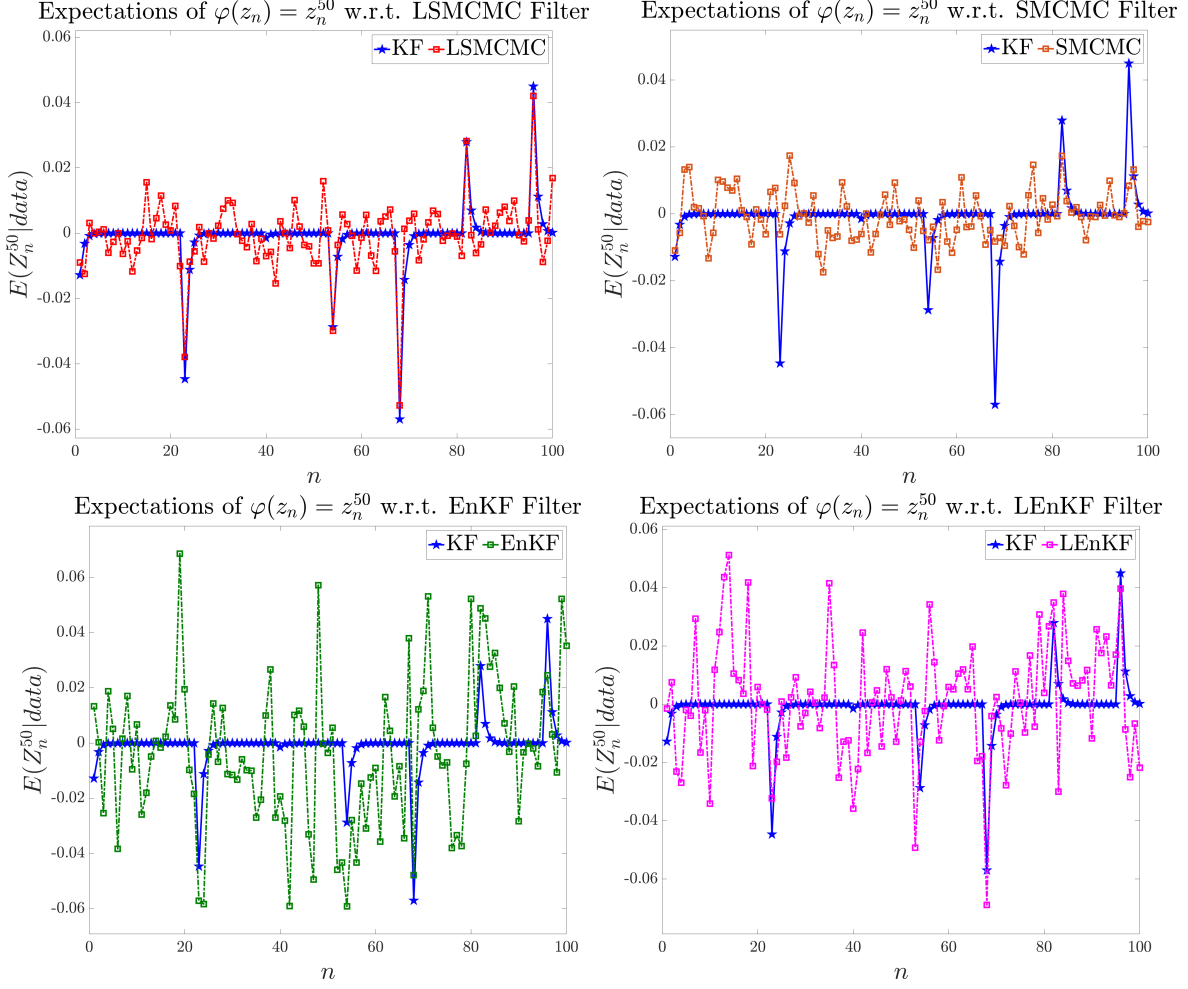 Expectations of φ(z_n) = z_n^50 w.r.t. LSMCMC Filter
KF LSMCMC
0.06
0.04
0.02
0
-0.02
-0.04
-0.06
E(Z_n^50|data)
0 20 40 60 80 100
n
Expectations of φ(z_n) = z_n^50 w.r.t. SMCMC Filter
KF SMCMC
0.04
0.02
0
-0.02
-0.04
-0.06
E(Z_n^50|data)
0 20 40 60 80 100
n
Expectations of φ(z_n) = z_n^50 w.r.t. EnKF Filter
KF EnKF
0.06
0.04
0.02
0
-0.02
-0.04
-0.06
E(Z_n^50|data)
0 20 40 60 80 100
n
Expectations of φ(z_n) = z_n^50 w.r.t. LEnKF Filter
KF LEnKF
0.06
0.04
0.02
0
-0.02
-0.04
-0.06
E(Z_n^50|data)
0 20 40 60 80 100
n